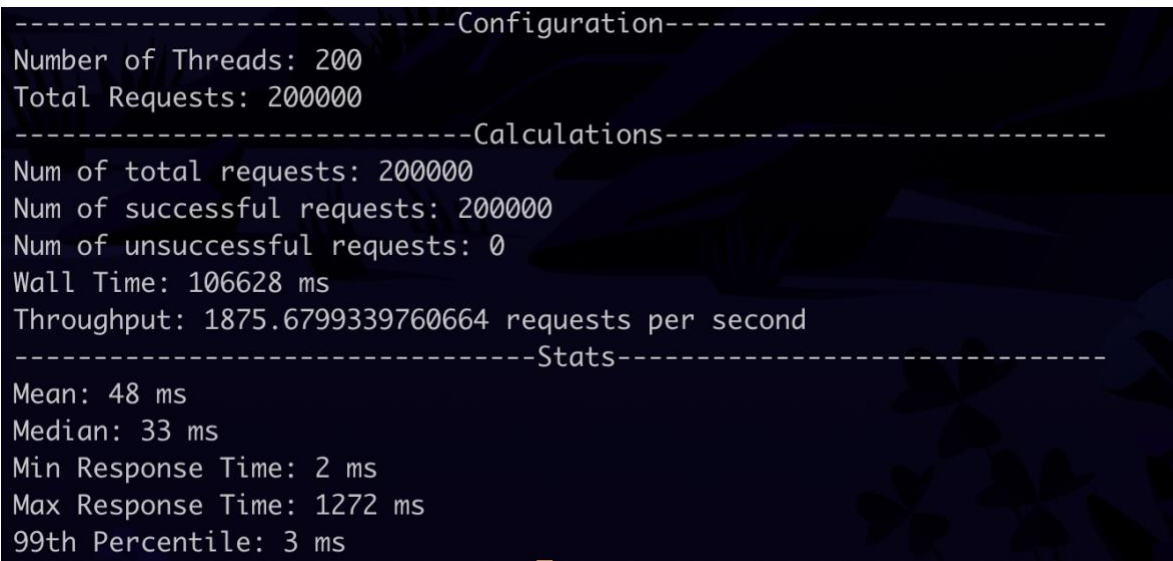 ----------------------------Configuration----------------------------
Number of Threads: 200
Total Requests: 200000
-----------------------------Calculations----------------------------
Num of total requests: 200000
Num of successful requests: 200000
Num of unsuccessful requests: 0
Wall Time: 106628 ms
Throughput: 1875.6799339760664 requests per second
---------------------------------Stats-------------------------------
Mean: 48 ms
Median: 33 ms
Min Response Time: 2 ms
Max Response Time: 1272 ms
99th Percentile: 3 ms